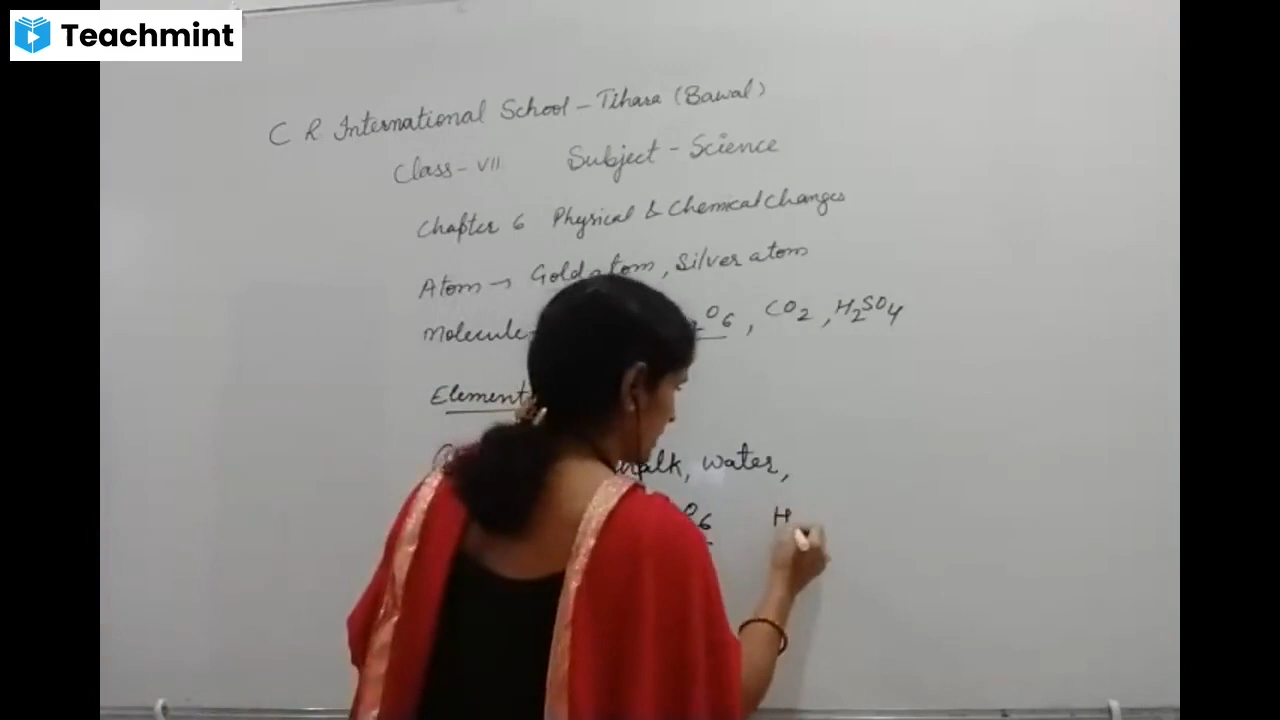 Teachmint
C R International School - Tihara (Bawal)
Class - VII Subject - Science
Chapter 6 Physical & Chemical Changes
Atom → Gold atom, Silver atom
Molecule O6, CO2, H2SO4
Element
water,
6 H